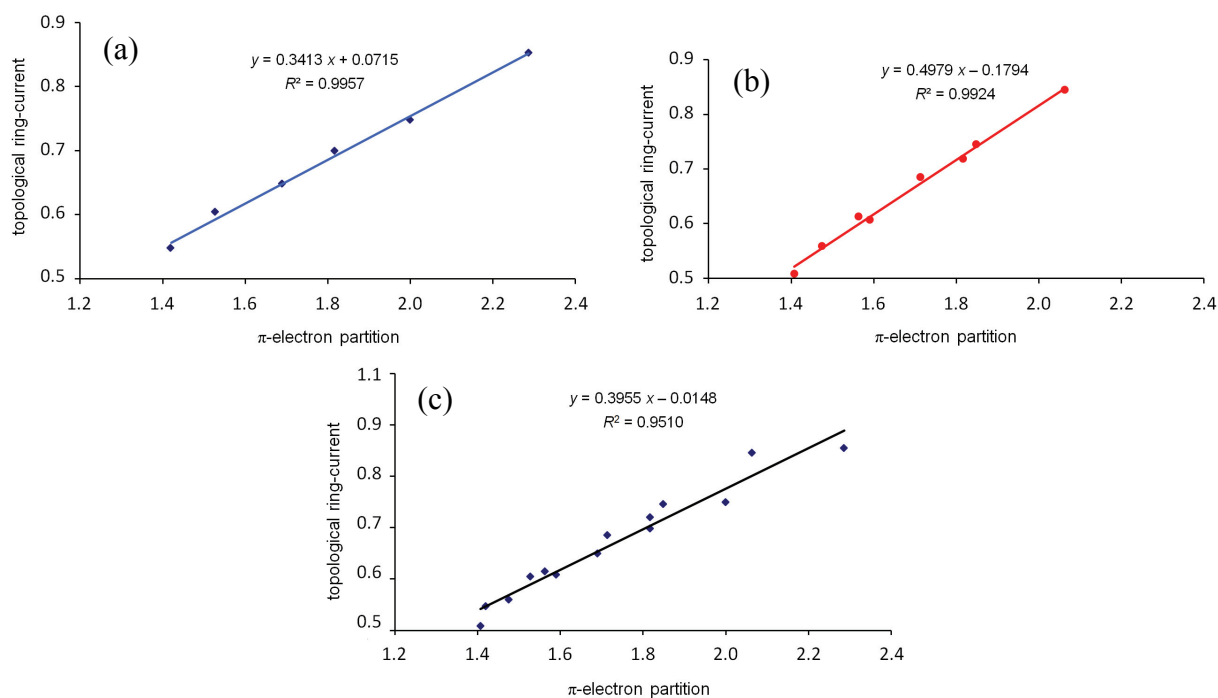 (a)
y = 0.3413 x + 0.0715
R² = 0.9957
topological ring-current
0.9
0.8
0.7
0.6
0.5
1.2 1.4 1.6 1.8 2.0 2.2 2.4
π-electron partition
(b)
y = 0.4979 x – 0.1794
R² = 0.9924
topological ring-current
0.9
0.8
0.7
0.6
0.5
1.2 1.4 1.6 1.8 2.0 2.2 2.4
π-electron partition
(c)
y = 0.3955 x – 0.0148
R² = 0.9510
topological ring-current
1.1
0.9
0.8
0.7
0.6
0.5
1.2 1.4 1.6 1.8 2.0 2.2 2.4
π-electron partition